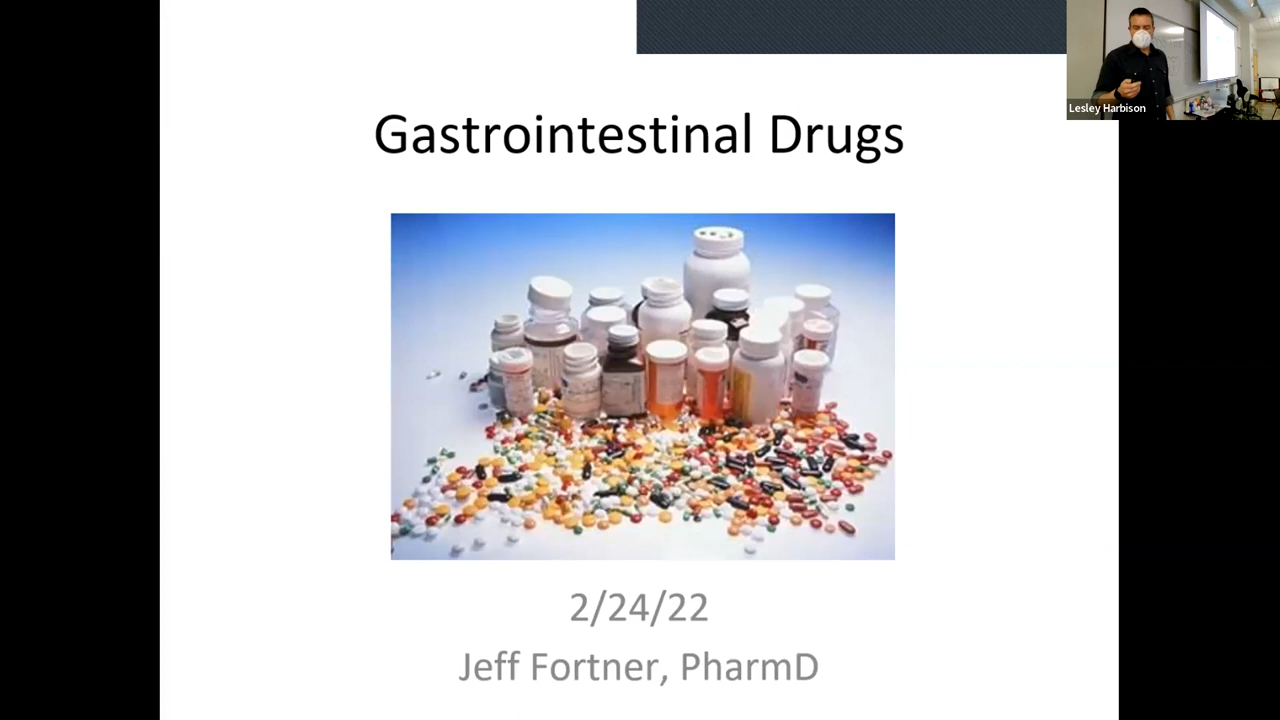 Lesley Harbison
Gastrointestinal Drugs
2/24/22
Jeff Fortner, PharmD